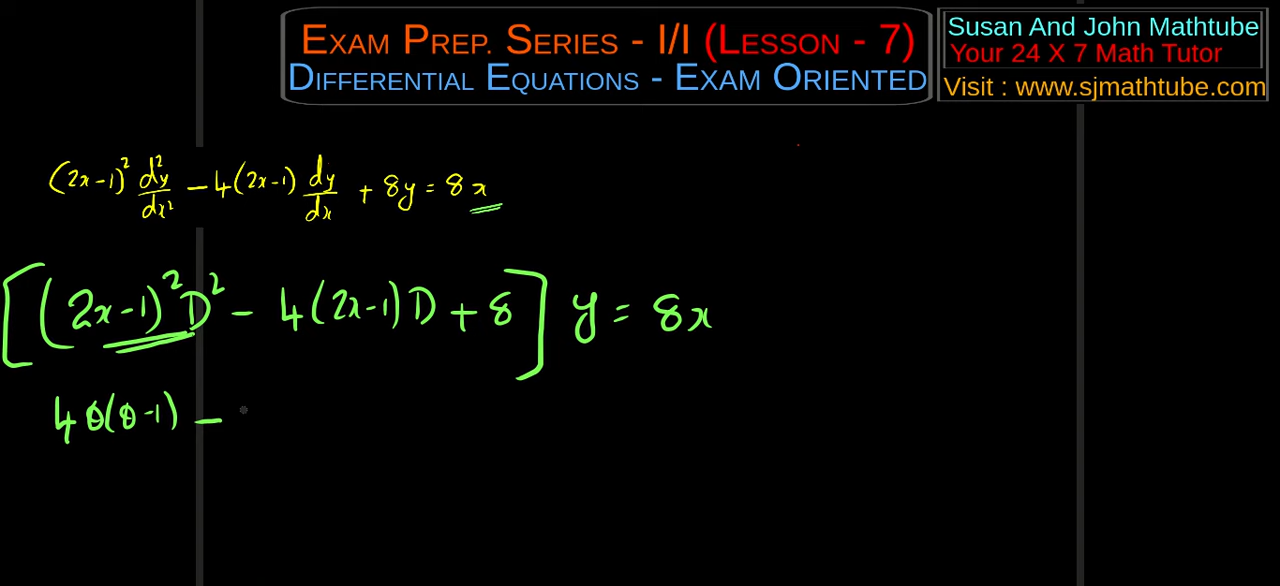 EXAM PREP. SERIES - I/I (LESSON - 7)
DIFFERENTIAL EQUATIONS - EXAM ORIENTED
Susan And John Mathtube
Your 24 X 7 Math Tutor
Visit : www.sjmathtube.com
(2x-1)² d²y/dx² - 4(2x-1) dy/dx + 8y = 8x
[(2x-1)²D² - 4(2x-1)D + 8] y = 8x
4θ(θ-1) -